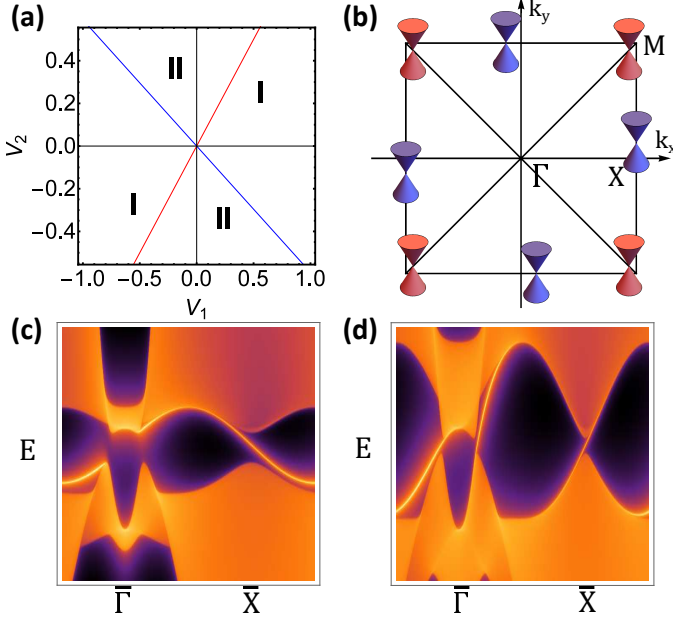 (a)
V2
0.4
0.2
0.0
−0.2
−0.4
II
I
I
II
−1.0 −0.5 0.0 0.5 1.0
V1
(b)
ky
M
kx
Γ
X
(c)
E
Γ̅
X̅
(d)
E
Γ̅
X̅